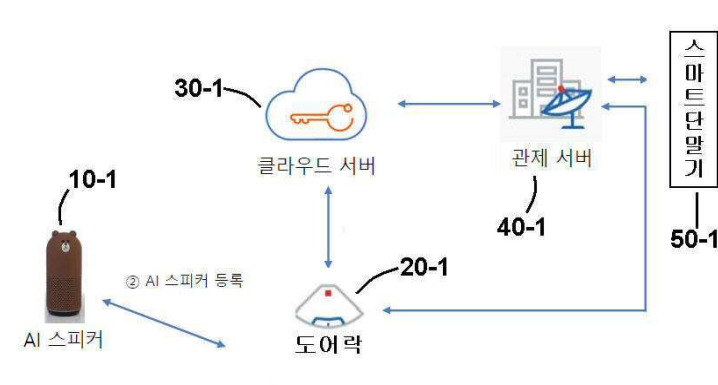 30-1
클라우드 서버
관제 서버
40-1
스마트단말기
50-1
10-1
② AI 스피커 등록
AI 스피커
20-1
도어락